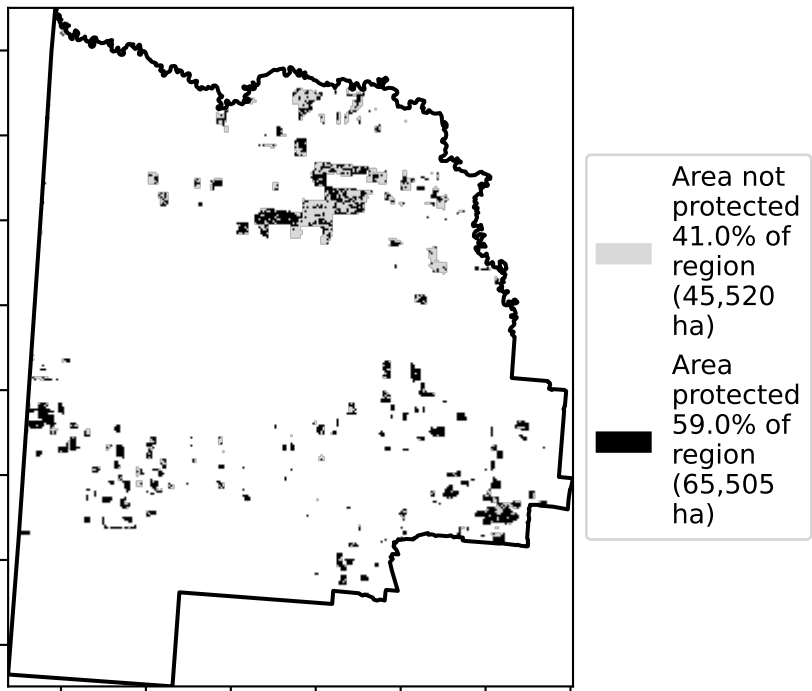 Area not
protected
41.0% of
region
(45,520
ha)
Area
protected
59.0% of
region
(65,505
ha)